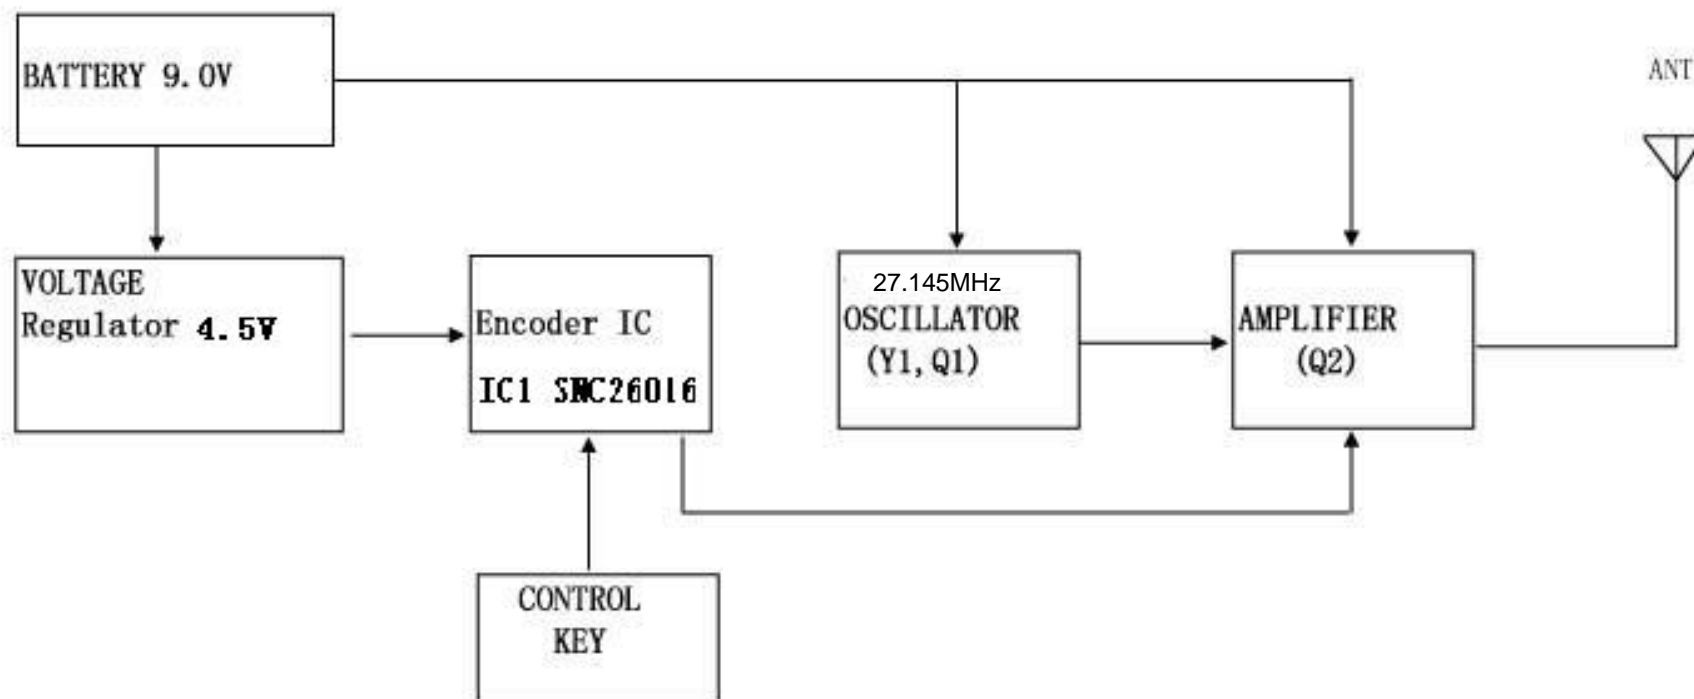 BATTERY 9.0V
ANT
VOLTAGE
Regulator 4.5V
Encoder IC
IC1 SNC26016
27.145MHz
OSCILLATOR
(Y1,Q1)
AMPLIFIER
(Q2)
CONTROL
KEY